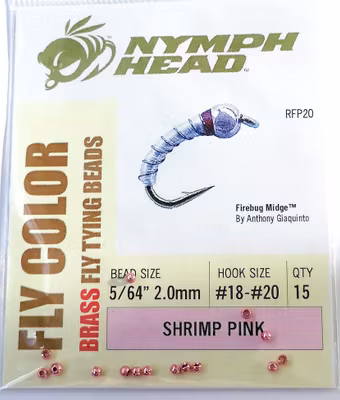 NYMPH
HEAD™
RFP20
Firebug Midge™
By Anthony Giaquinto
FLY COLOR
BRASS FLY TYING BEADS
BEAD SIZE
5/64" 2.0mm
HOOK SIZE
#18-#20
QTY
15
SHRIMP PINK